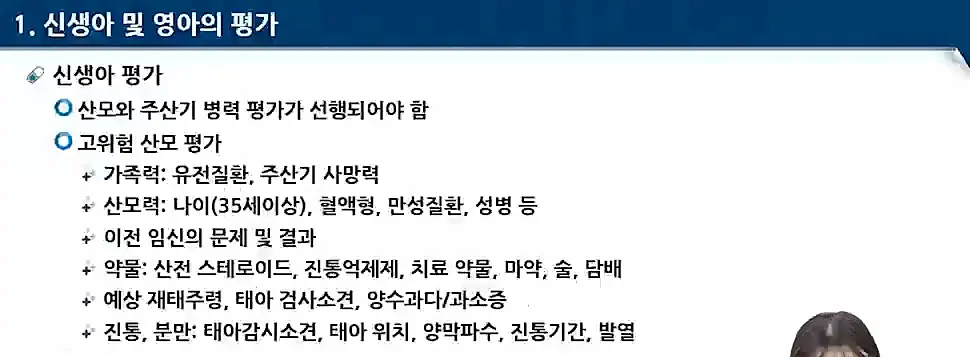 1. 신생아 및 영아의 평가
신생아 평가
산모와 주산기 병력 평가가 선행되어야 함
고위험 산모 평가
가족력: 유전질환, 주산기 사망력
산모력: 나이(35세이상), 혈액형, 만성질환, 성병 등
이전 임신의 문제 및 결과
약물: 산전 스테로이드, 진통억제제, 치료 약물, 마약, 술, 담배
예상 재태주령, 태아 검사소견, 양수과다/과소증
진통, 분만: 태아감시소견, 태아 위치, 양막파수, 진통기간, 발열